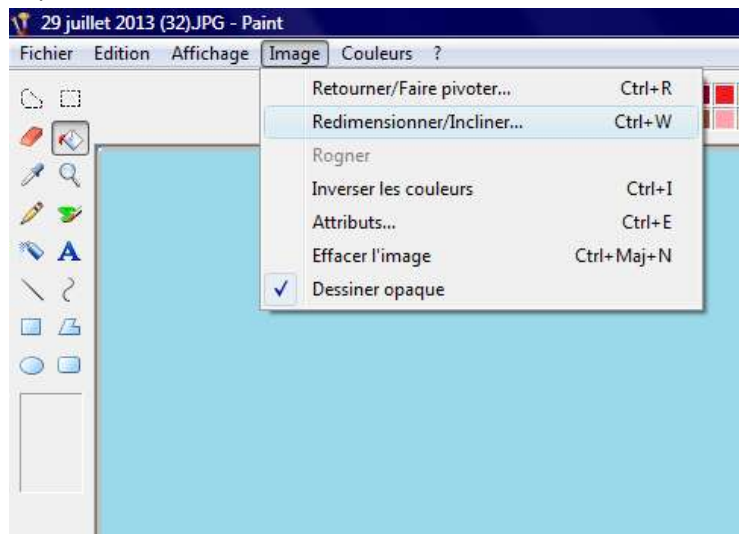 29 juillet 2013 (32)JPG - Paint
Fichier Edition Affichage Image Couleurs ?
Retourner/Faire pivoter... Ctrl+R
Redimensionner/Incliner... Ctrl+W
Rogner
Inverser les couleurs Ctrl+I
Attributs... Ctrl+E
Effacer l'image Ctrl+Maj+N
Dessiner opaque
A